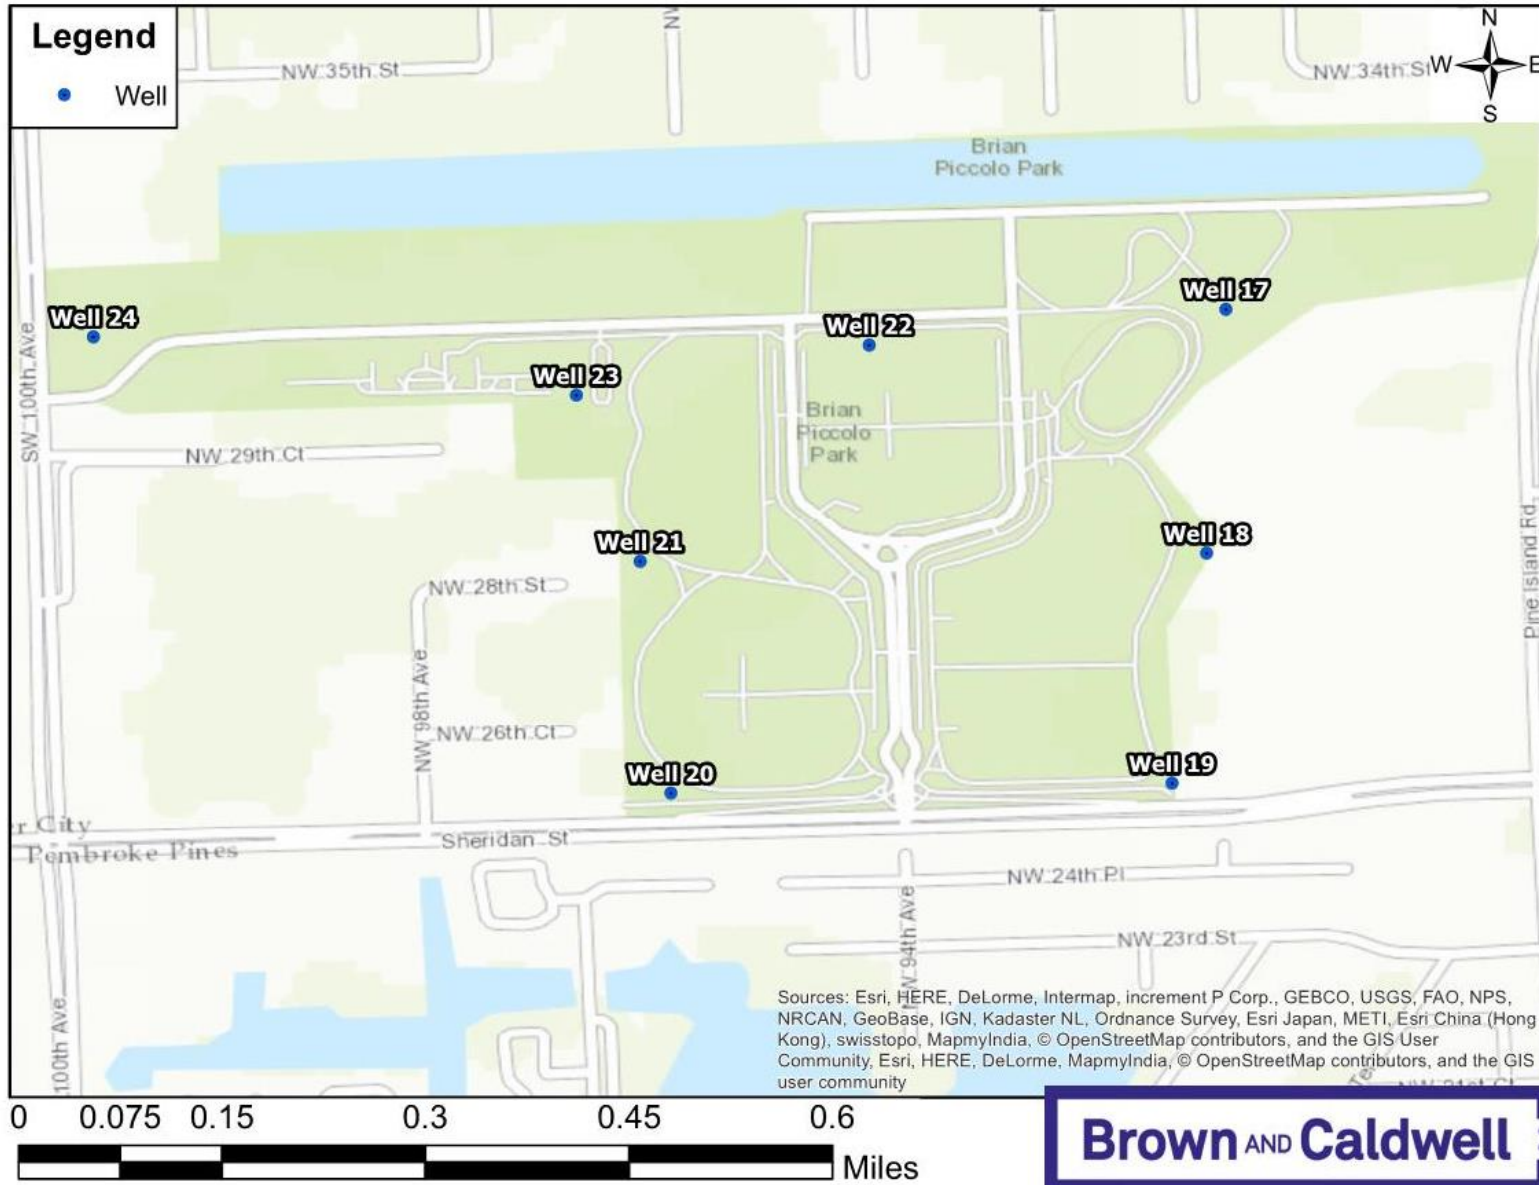 Legend
Well
N
W
E
S
NW
N
NW 35th St
NW 34th St
Brian
Piccolo Park
Well 24
Well 17
Well 22
Well 23
SW 100th Ave
Brian
Piccolo
Park
NW 29th Ct
Well 21
Well 18
NW 28th St
Pine Island Rd
NW 98th Ave
NW 26th Ct
Well 20
Well 19
r City
Pembroke Pines
Sheridan St
NW 24th Pl
NW 94th Ave
NW 23rd St
100th Ave
Sources: Esri, HERE, DeLorme, Intermap, increment P Corp., GEBCO, USGS, FAO, NPS,
NRCAN, GeoBase, IGN, Kadaster NL, Ordnance Survey, Esri Japan, METI, Esri China (Hong
Kong), swisstopo, MapmyIndia, © OpenStreetMap contributors, and the GIS User
Community, Esri, HERE, DeLorme, MapmyIndia, © OpenStreetMap contributors, and the GIS
user community
0 0.075 0.15 0.3 0.45 0.6
Miles
Brown AND Caldwell